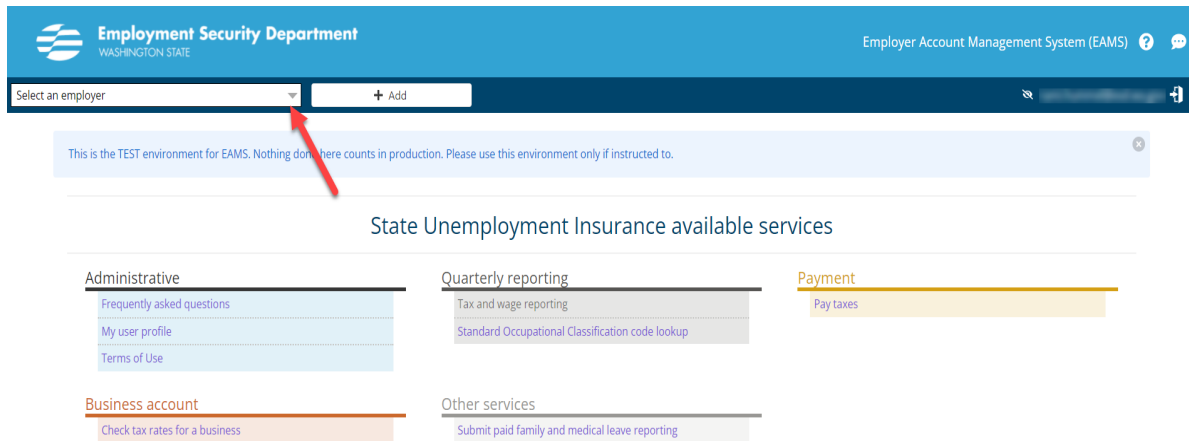 Employment Security Department
WASHINGTON STATE
Employer Account Management System (EAMS) ?
Select an employer
+ Add
This is the TEST environment for EAMS. Nothing done here counts in production. Please use this environment only if instructed to.
State Unemployment Insurance available services
Administrative
Frequently asked questions
My user profile
Terms of Use
Quarterly reporting
Tax and wage reporting
Standard Occupational Classification code lookup
Payment
Pay taxes
Business account
Check tax rates for a business
Other services
Submit paid family and medical leave reporting